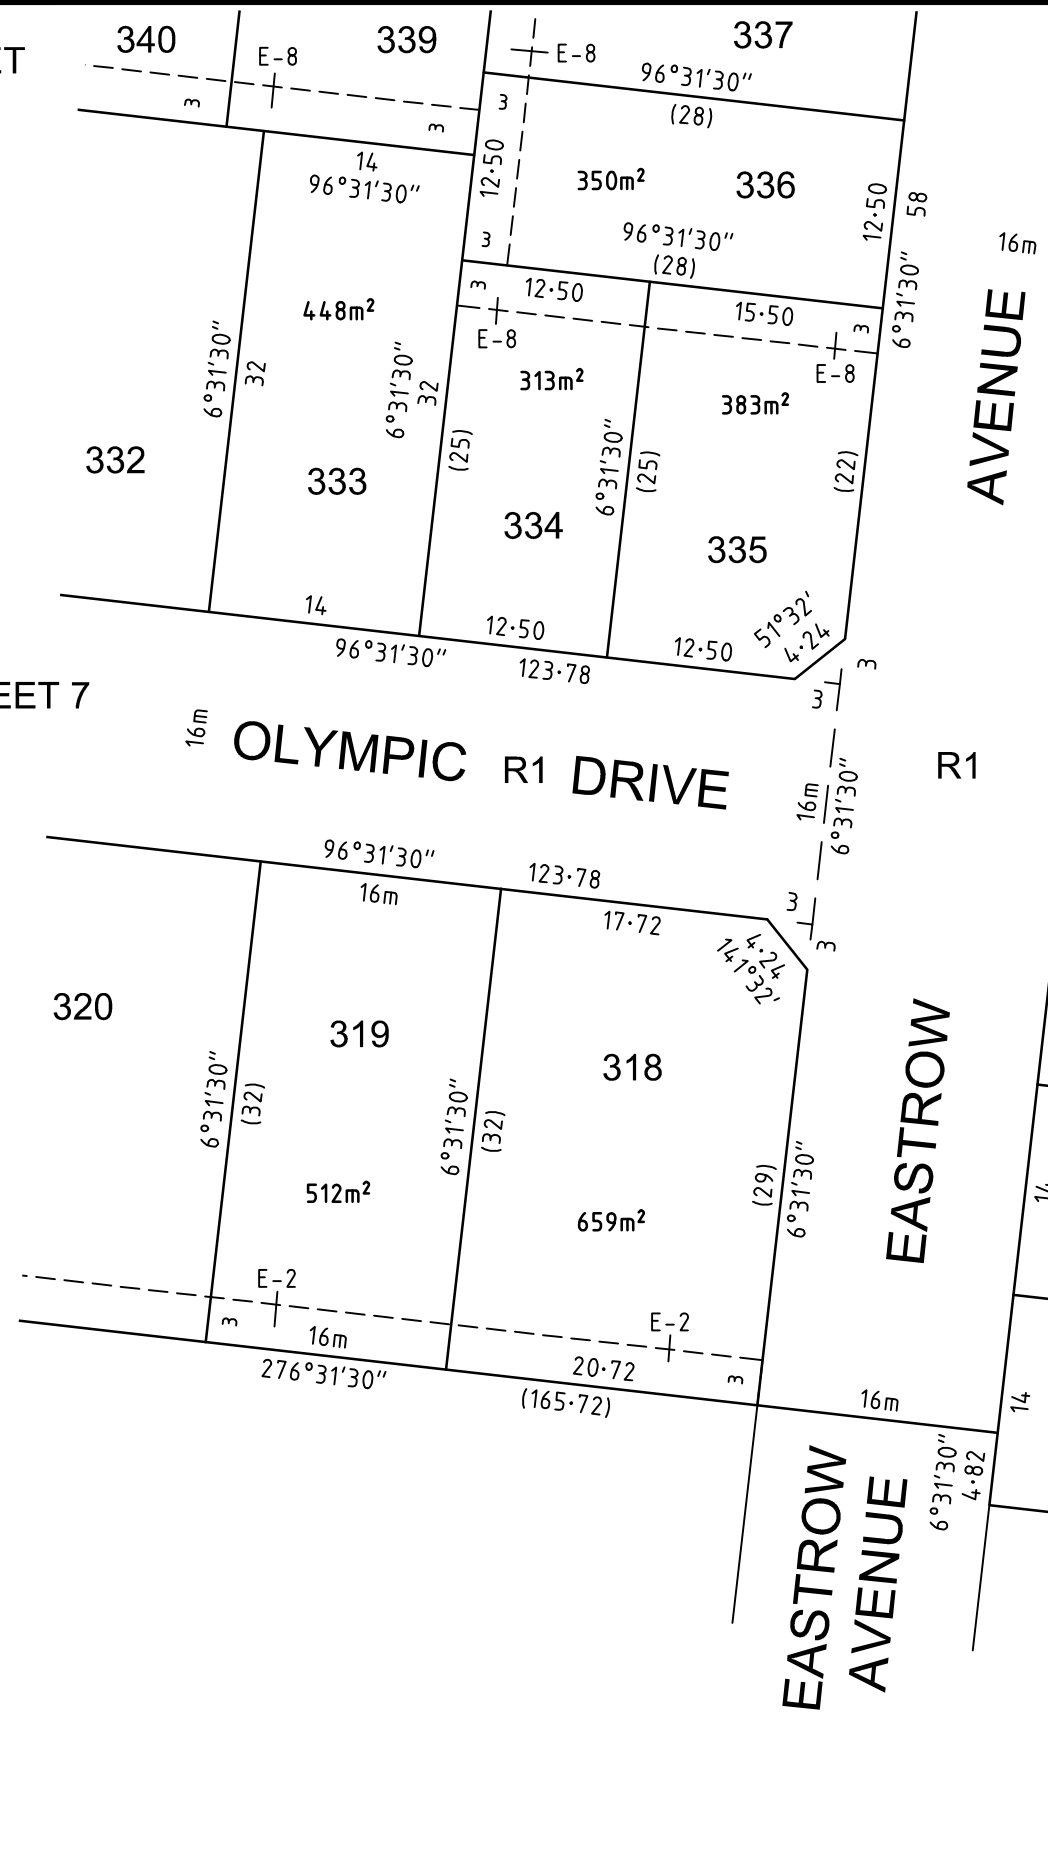 340
339
337
ET
E-8
E-8
96°31'30"
3
3
3
(28)
14
96°31'30"
12·50
350m²
336
12·50
58
16m
96°31'30"
3
(28)
6°31'30"
AVENUE
3
12·50
15·50
3
448m²
E-8
E-8
6°31'30"
32
6°31'30"
32
313m²
383m²
332
333
(25)
6°31'30"
(25)
(22)
334
335
14
12·50
12·50
51°32'
4·24
96°31'30"
123·78
3
3
EET 7
16m
OLYMPIC R1 DRIVE
16m
6°31'30"
R1
96°31'30"
123·78
16m
17·72
3
3
4·24
141°32'
320
319
318
EASTROW
6°31'30"
(32)
6°31'30"
(32)
(29)
6°31'30"
14
512m²
659m²
E-2
E-2
3
16m
20·72
3
276°31'30"
(165·72)
16m
14
6°31'30"
4·82
EASTROW
AVENUE